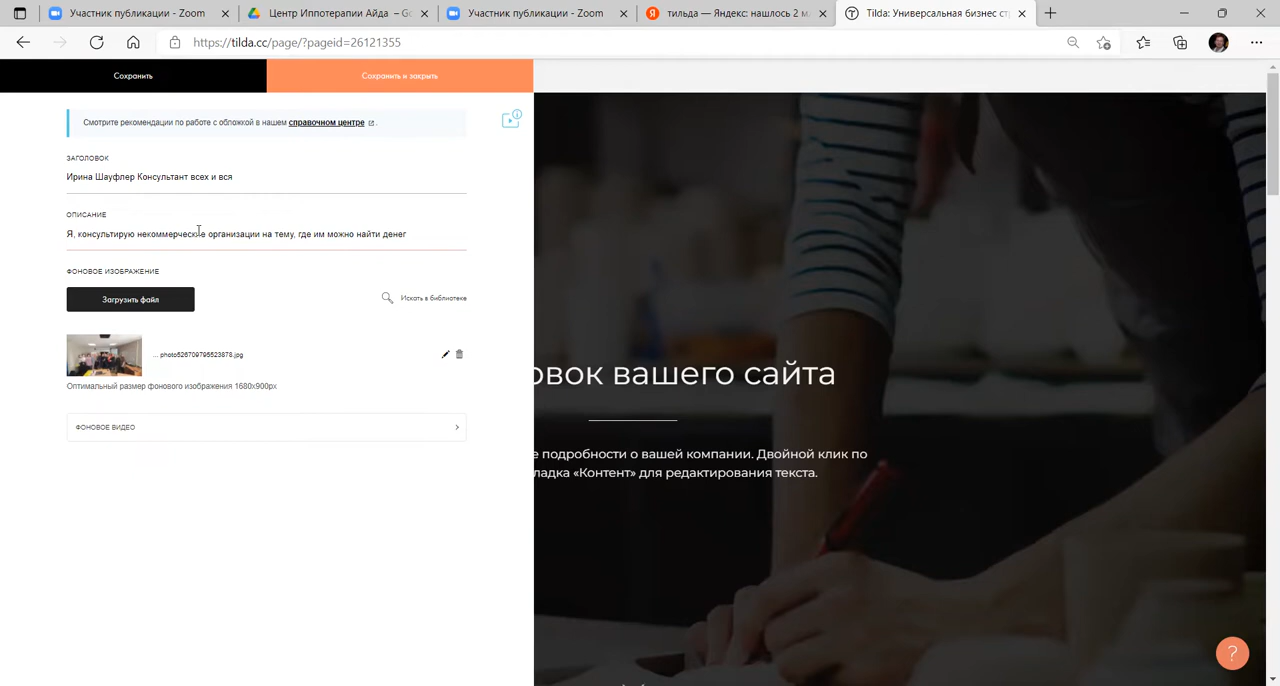 Участник публикации - Zoom
Центр Иппотерапии Айда – Go
Участник публикации - Zoom
тильда — Яндекс: нашлось 2 м
Tilda: Универсальная бизнес стр
https://tilda.cc/page/?pageid=26121355
Сохранить
Сохранить и закрыть
Смотрите рекомендации по работе с обложкой в нашем справочном центре .
ЗАГОЛОВОК
Ирина Шауфлер Консультант всех и вся
ОПИСАНИЕ
Я, консультирую некоммерческие организации на тему, где им можно найти денег
ФОНОВОЕ ИЗОБРАЖЕНИЕ
Загрузить файл
Искать в библиотеке
... photo526709795523878.jpg
Оптимальный размер фонового изображения 1680x900px
ФОНОВОЕ ВИДЕО
овок вашего сайта
е подробности о вашей компании. Двойной клик по
ладка «Контент» для редактирования текста.
?